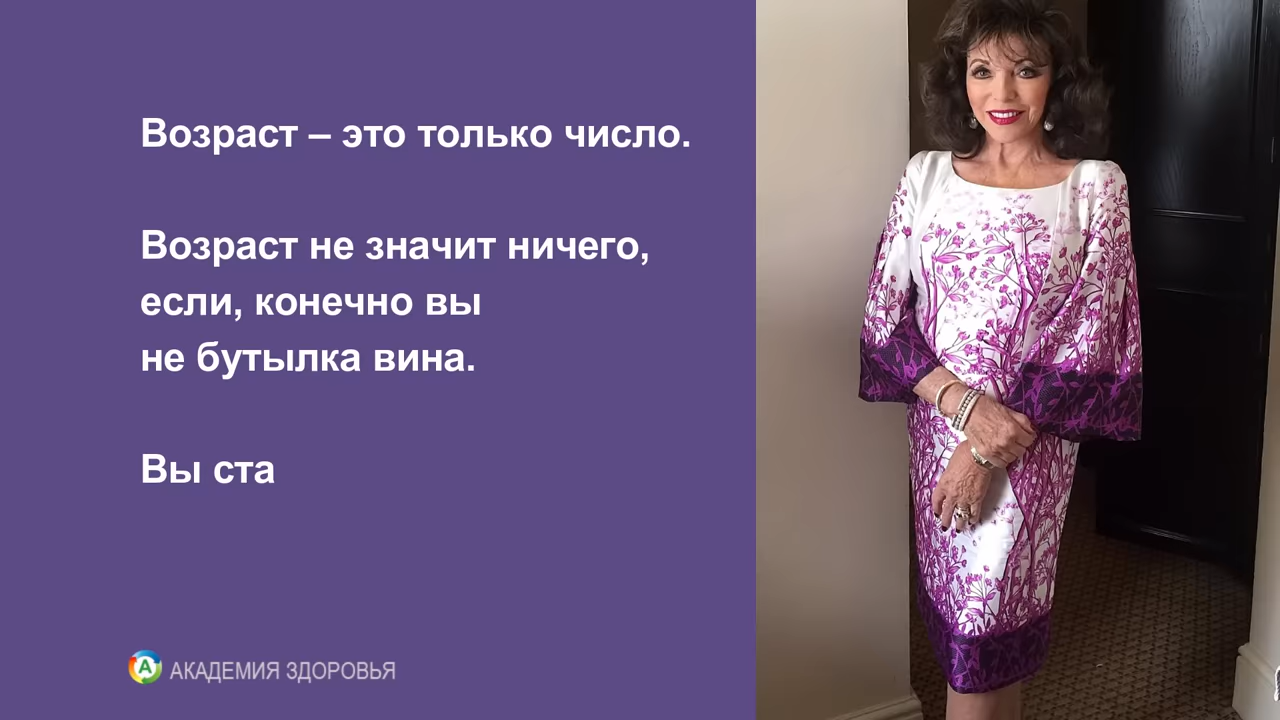 Возраст – это только число.
Возраст не значит ничего,
если, конечно вы
не бутылка вина.
Вы ста
А АКАДЕМИЯ ЗДОРОВЬЯ